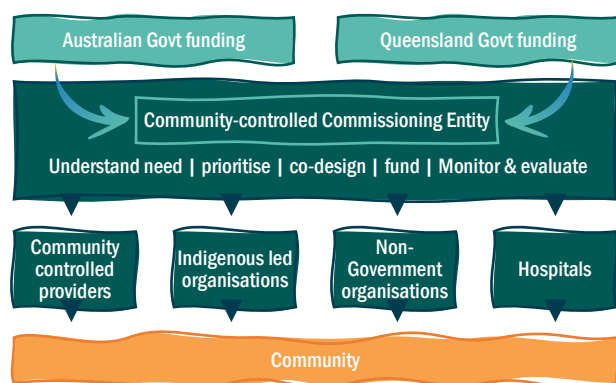 Australian Govt funding
Queensland Govt funding
Community-controlled Commissioning Entity
Understand need | prioritise | co-design | fund | Monitor & evaluate
Community
controlled
providers
Indigenous led
organisations
Non-
Government
organisations
Hospitals
Community